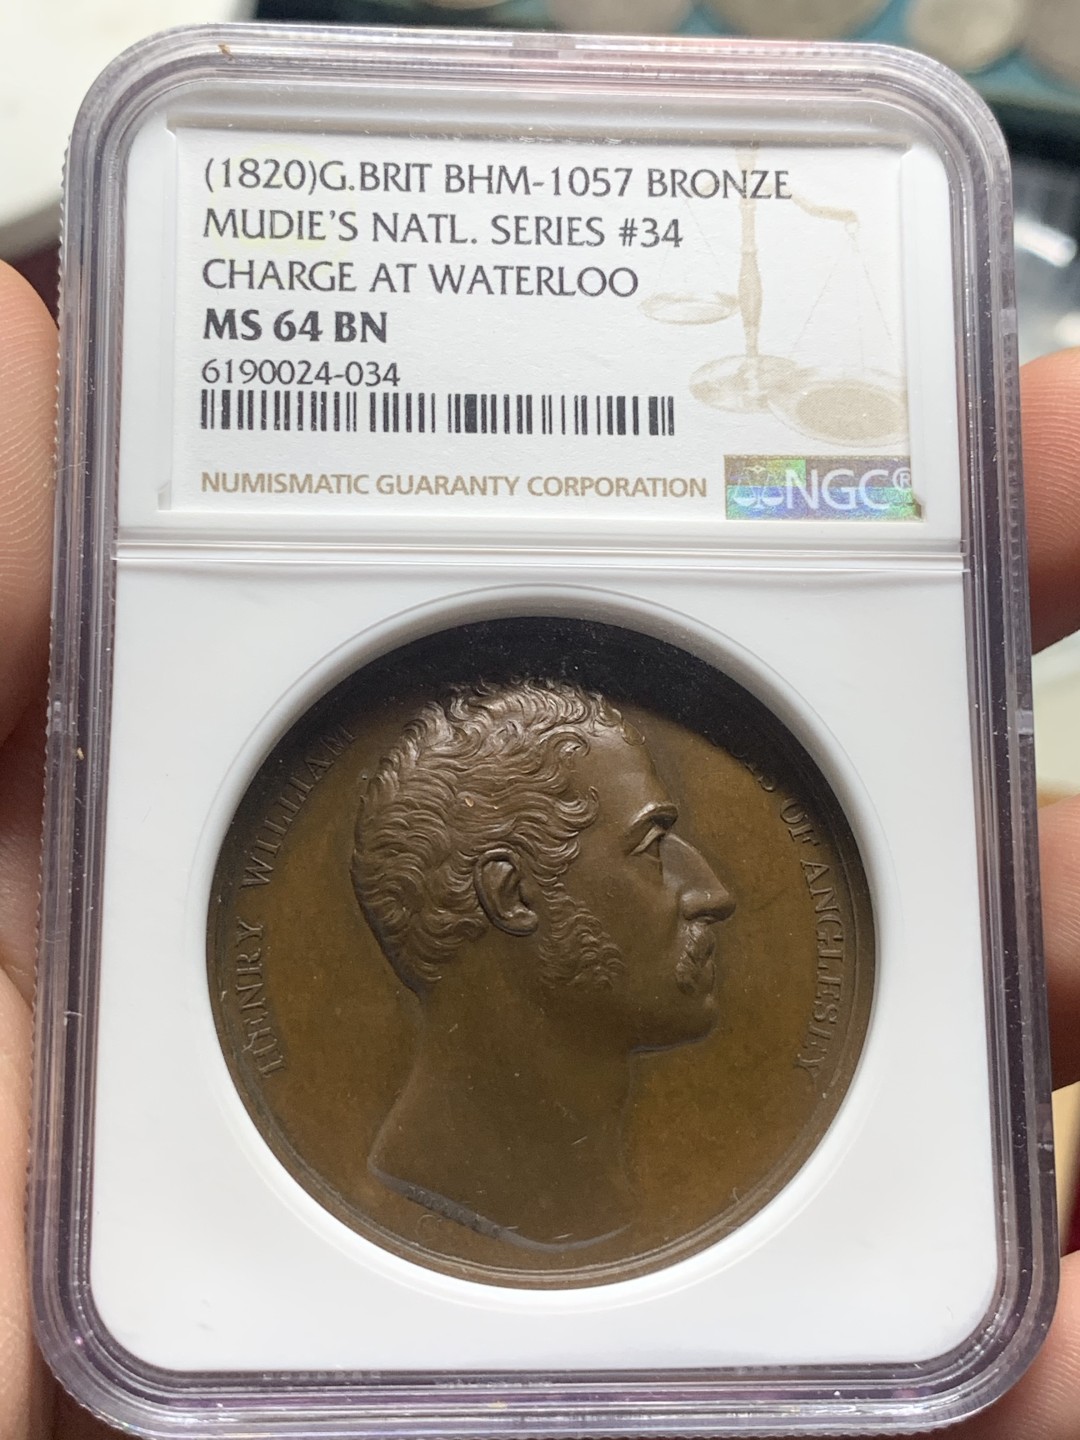 (1820)G.BRIT BHM-1057 BRONZE
MUDIE'S NATL. SERIES #34
CHARGE AT WATERLOO
MS 64 BN
6190024-034
NUMISMATIC GUARANTY CORPORATION
NGC®
HENRY WILLIAM
OF ANGLESEY